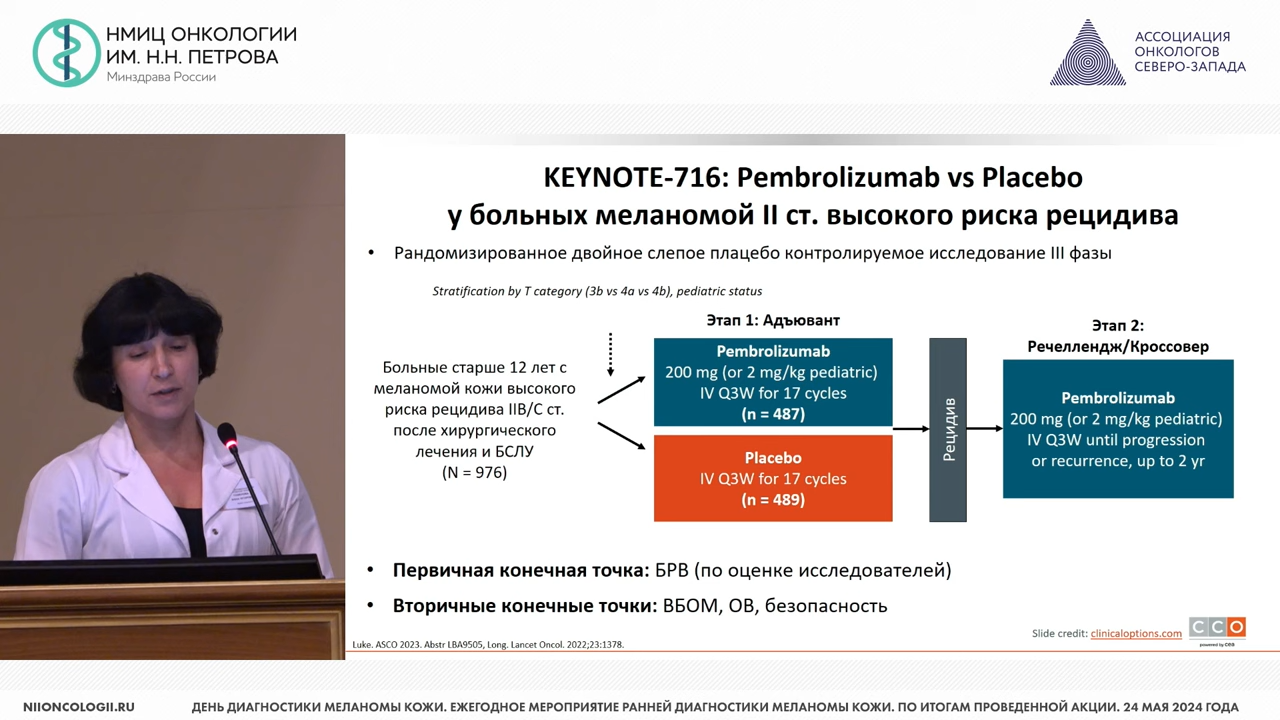 НМИЦ ОНКОЛОГИИ
ИМ. Н.Н. ПЕТРОВА
Минздрава России
АССОЦИАЦИЯ
ОНКОЛОГОВ
СЕВЕРО-ЗАПАДА
KEYNOTE-716: Pembrolizumab vs Placebo
у больных меланомой II ст. высокого риска рецидива
• Рандомизированное двойное слепое плацебо контролируемое исследование III фазы
Stratification by T category (3b vs 4a vs 4b), pediatric status
Больные старше 12 лет с
меланомой кожи высокого
риска рецидива IIB/C ст.
после хирургического
лечения и БСЛУ
(N = 976)
Этап 1: Адъювант
Pembrolizumab
200 mg (or 2 mg/kg pediatric)
IV Q3W for 17 cycles
(n = 487)
Placebo
IV Q3W for 17 cycles
(n = 489)
Рецидив
Этап 2:
Речеллендж/Кроссовер
Pembrolizumab
200 mg (or 2 mg/kg pediatric)
IV Q3W until progression
or recurrence, up to 2 yr
• Первичная конечная точка: БРВ (по оценке исследователей)
• Вторичные конечные точки: ВБОМ, ОВ, безопасность
Slide credit: clinicaloptions.com
CCO
powered by cea
Luke. ASCO 2023. Abstr LBA9505, Long. Lancet Oncol. 2022;23:1378.
NIIONCOLOGII.RU
ДЕНЬ ДИАГНОСТИКИ МЕЛАНОМЫ КОЖИ. ЕЖЕГОДНОЕ МЕРОПРИЯТИЕ РАННЕЙ ДИАГНОСТИКИ МЕЛАНОМЫ КОЖИ. ПО ИТОГАМ ПРОВЕДЕННОЙ АКЦИИ. 24 МАЯ 2024 ГОДА